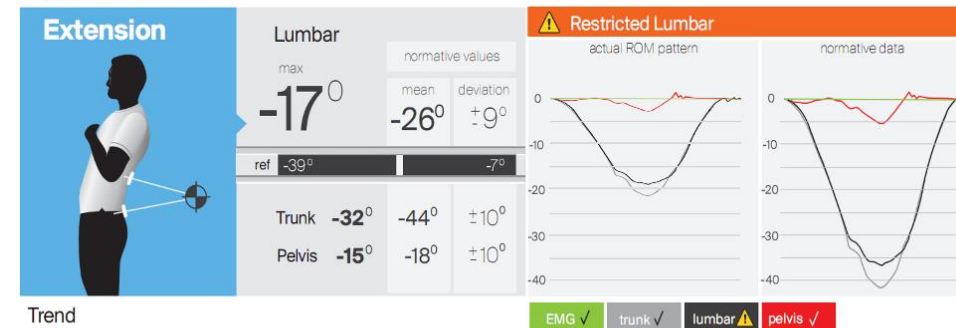 Extension
Lumbar
max
-17⁰
normative values
mean
deviation
-26⁰
±9⁰
ref -39⁰ -7⁰
Trunk -32⁰ -44⁰ ±10⁰
Pelvis -15⁰ -18⁰ ±10⁰
Restricted Lumbar
actual ROM pattern
0
-10
-20
-30
-40
normative data
0
-10
-20
-30
-40
Trend
EMG √
trunk √
lumbar
pelvis √